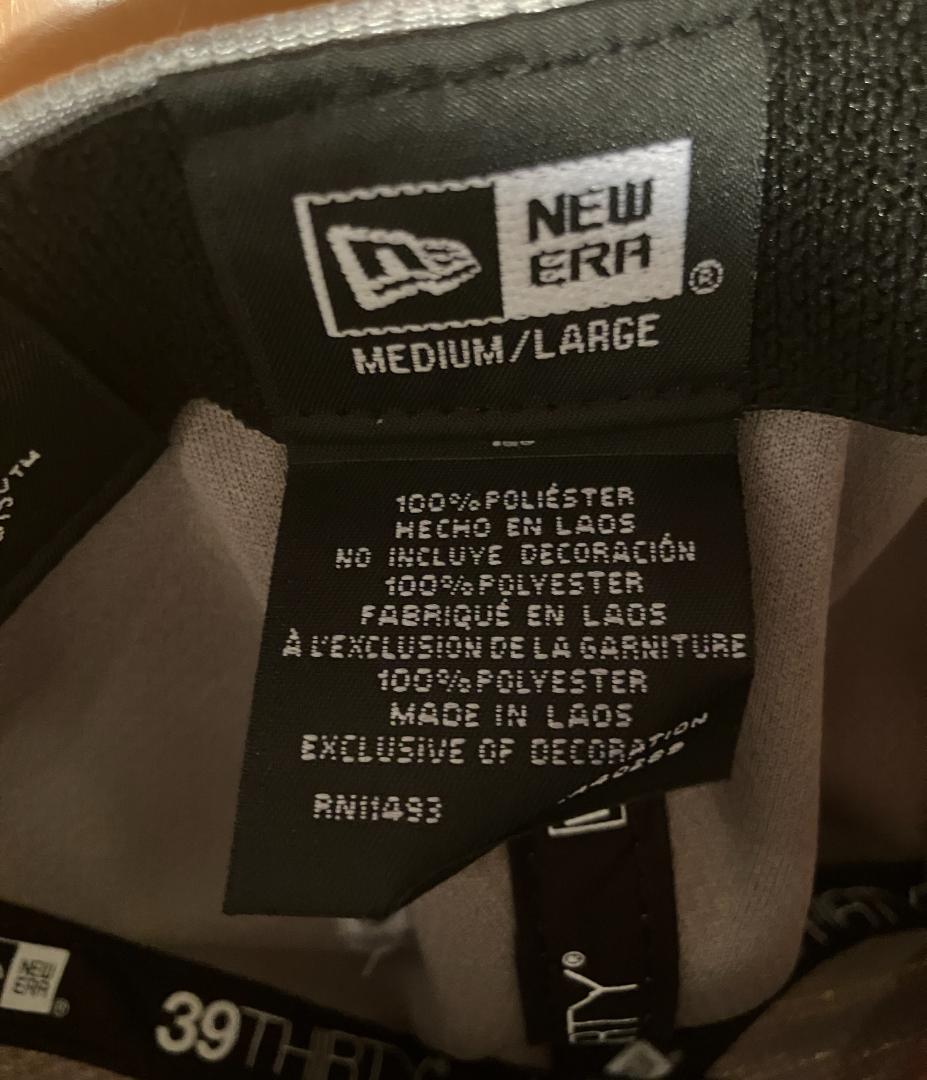 NEW
ERA
®
MEDIUM/LARGE
100% POLIÉSTER
HECHO EN LAOS
NO INCLUYE DECORACIÓN
100% POLYESTER
FABRIQUÉ EN LAOS
À L'EXCLUSION DE LA GARNITURE
100% POLYESTER
MADE IN LAOS
EXCLUSIVE OF DECORATION
RN11493
NEW
ERA
®
39THIRTY
RTY®